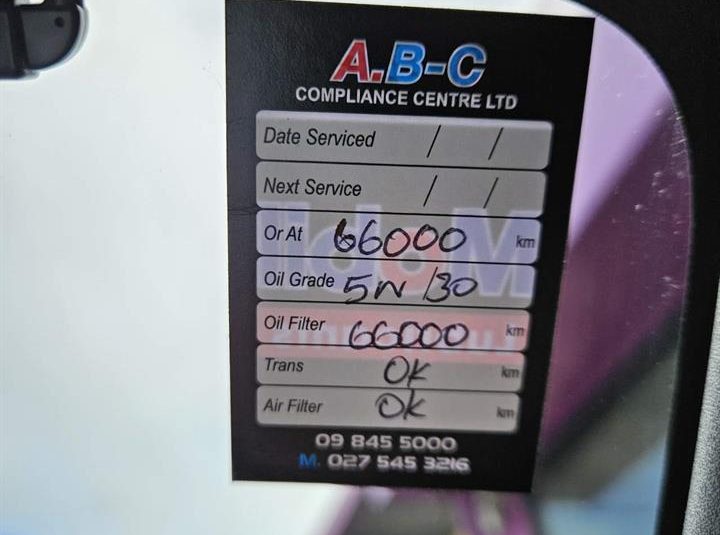 A.B-C
COMPLIANCE CENTRE LTD
Date Serviced / /
Next Service / /
Or At 66000 km
Oil Grade 5W/30
Oil Filter 66000 km
Trans OK km
Air Filter OK km
09 845 5000
M. 027 545 3216
Mobil